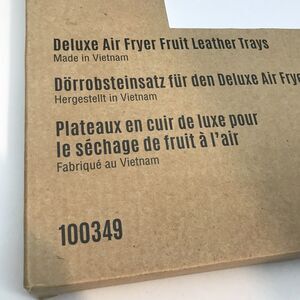 Deluxe Air Fryer Fruit Leather Trays
Made in Vietnam
Dörrobsteinsatz für den Deluxe Air Frye
Hergestellt in Vietnam
Plateaux en cuir de luxe pour
le séchage de fruit à l'air
Fabriqué au Vietnam
100349